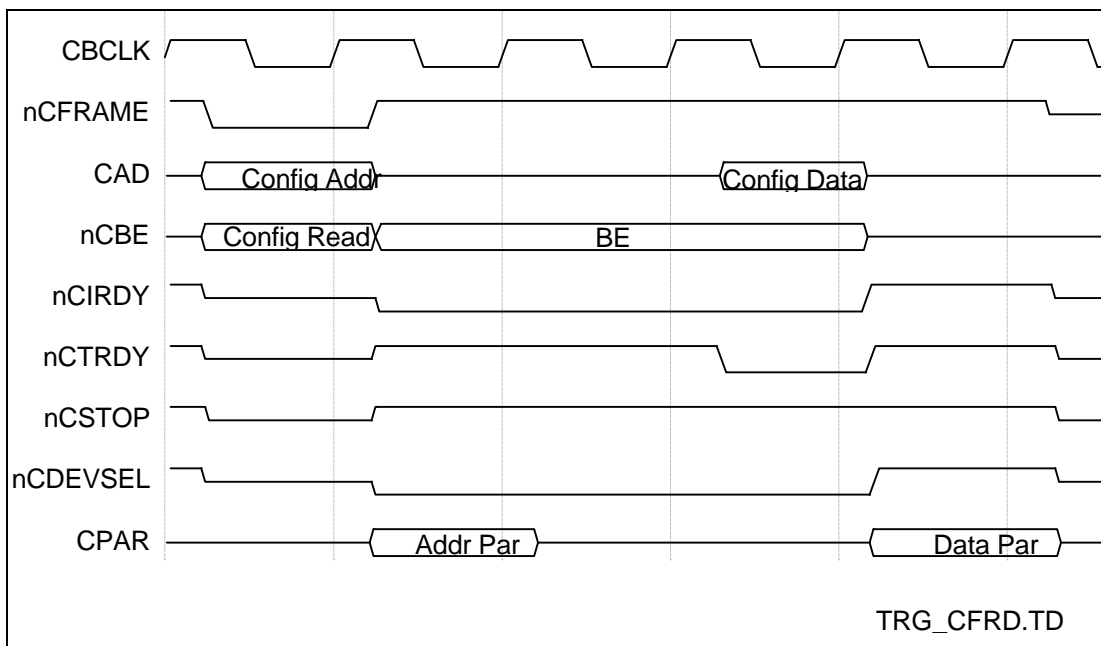 CBCLK
nCFRAME
CAD Config Addr Config Data
nCBE Config Read BE
nCIRDY
nCTRDY
nCSTOP
nCDEVSEL
CPAR Addr Par Data Par
TRG_CFRD.TD